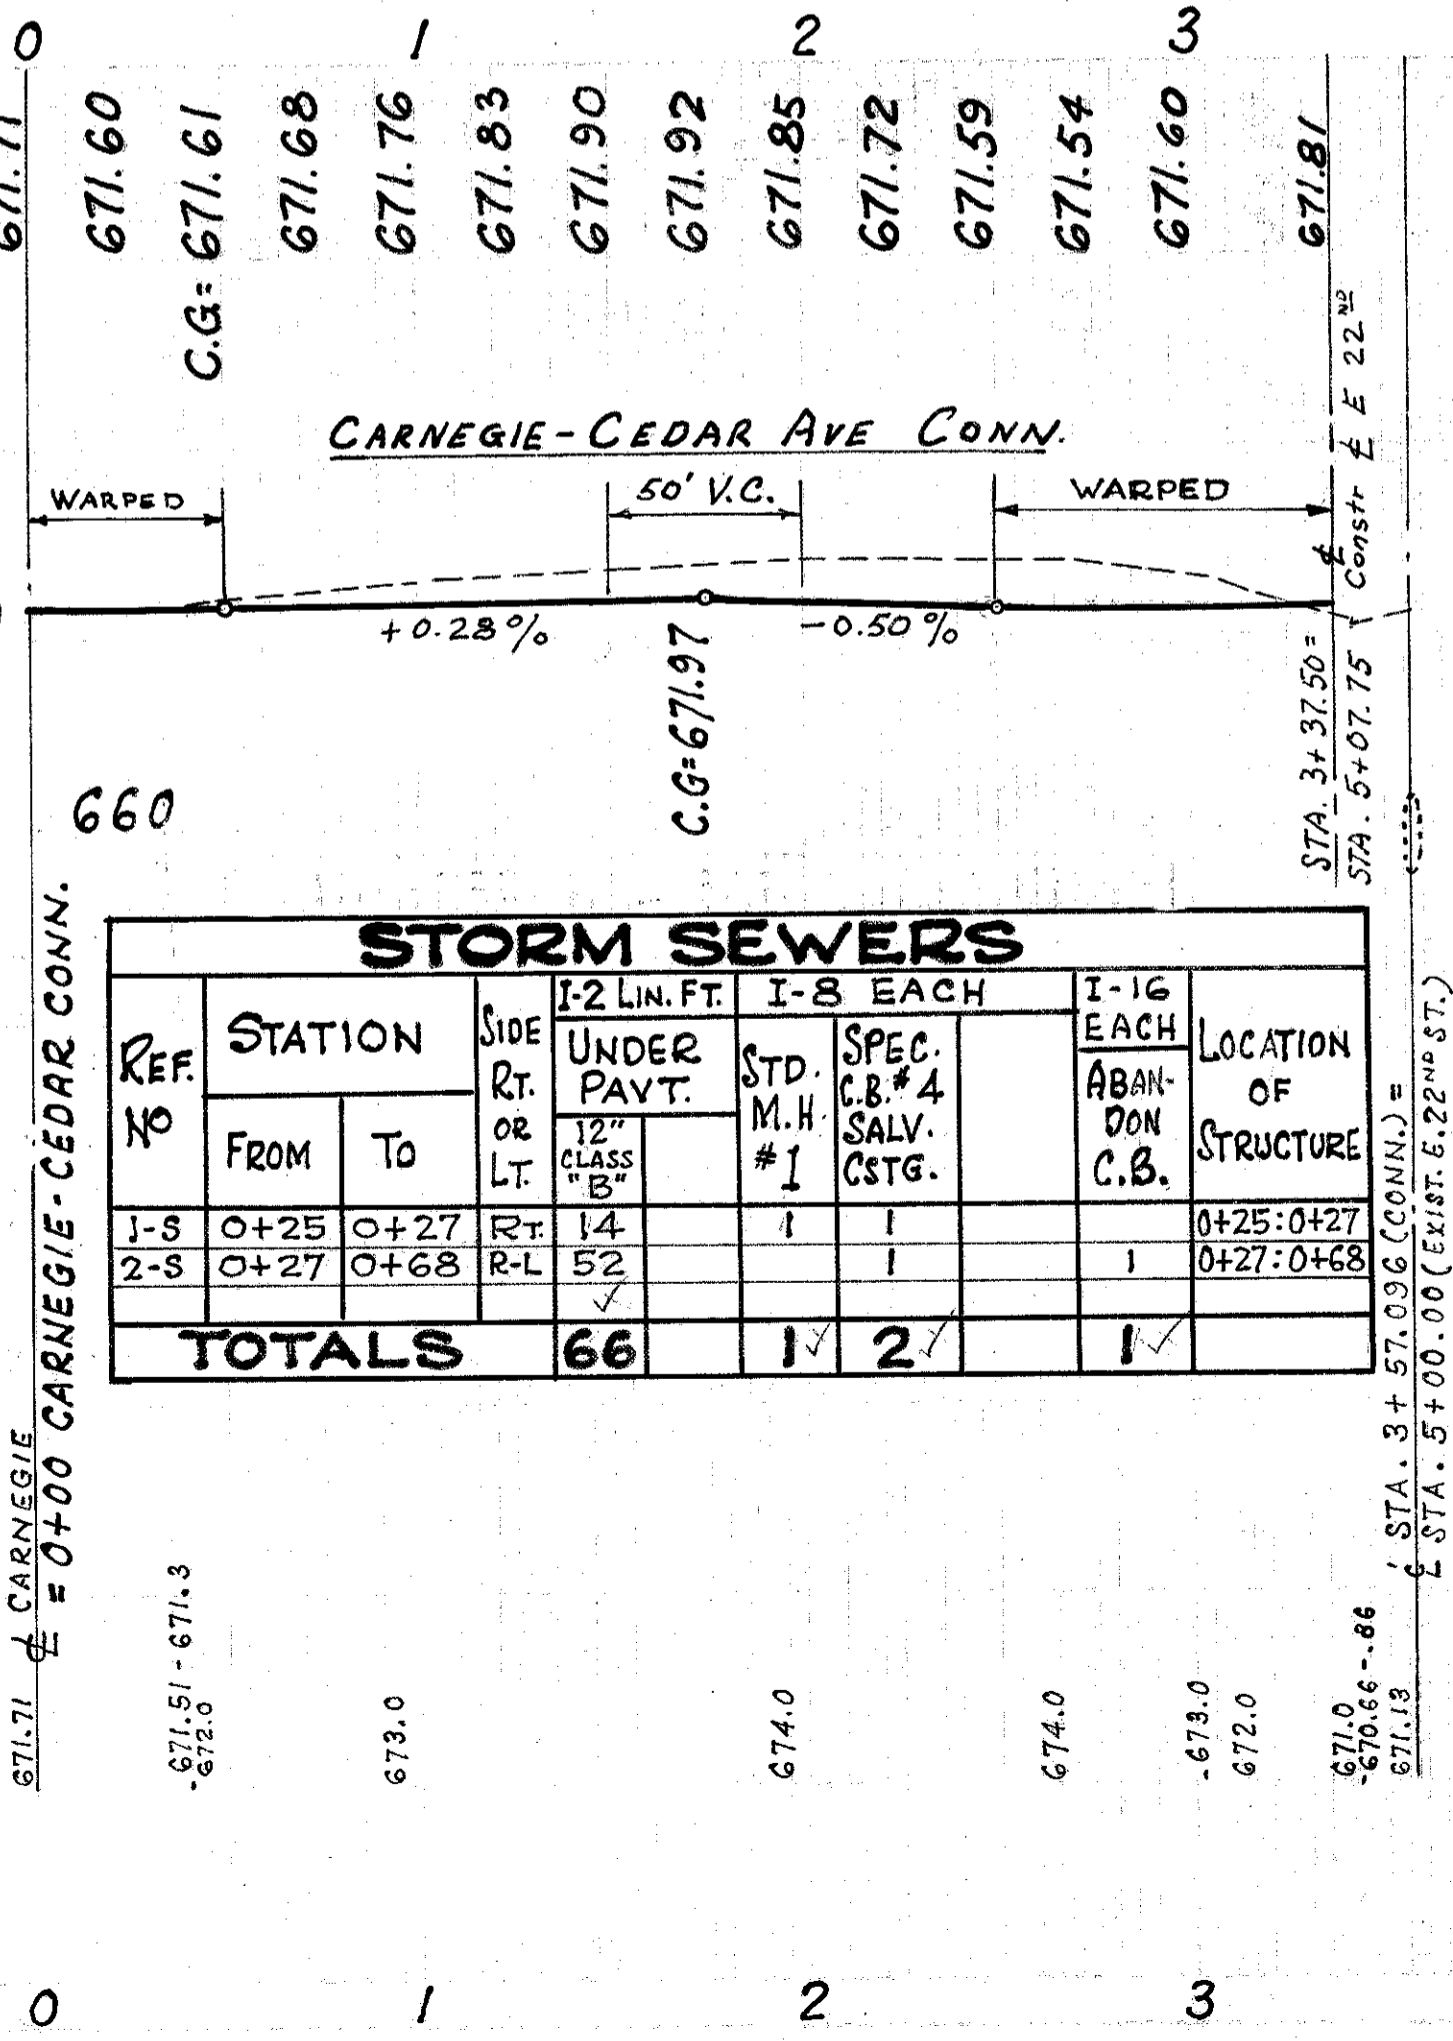 0 1 2 3
671.71
671.60
C.G= 671.61
671.68
671.76
671.83
671.90
671.92
671.85
671.72
671.59
671.54
671.60
671.81
CARNEGIE-CEDAR AVE CONN.
WARPED
50' V.C.
WARPED
+0.28%
-0.50%
C.G=671.97
℄ Constr ℄ E 22ND
STA. 3+37.50=
STA. 5+07.75
660
STORM SEWERS
REF. NO
STATION
FROM
TO
SIDE RT. OR LT.
I-2 LIN. FT.
UNDER PAVT.
12" CLASS "B"
I-8 EACH
STD. M.H. #1
SPEC. C.B. #4 SALV. CSTG.
I-16 EACH
ABAN-
DON C.B.
LOCATION OF STRUCTURE
1-S 0+25 0+27 RT. 14 1 1 0+25:0+27
2-S 0+27 0+68 R-L 52 1 1 0+27:0+68
TOTALS 66 1 2 1
℄ CARNEGIE
= 0+00 CARNEGIE-CEDAR CONN.
STA. 3+57.096 (CONN.) =
℄ STA. 5+00.00 (EXIST. E. 22ND ST.)
671.71
-671.51-671.3
672.0
673.0
674.0
674.0
-673.0
672.0
671.0
-670.66-.86
671.13
0 1 2 3